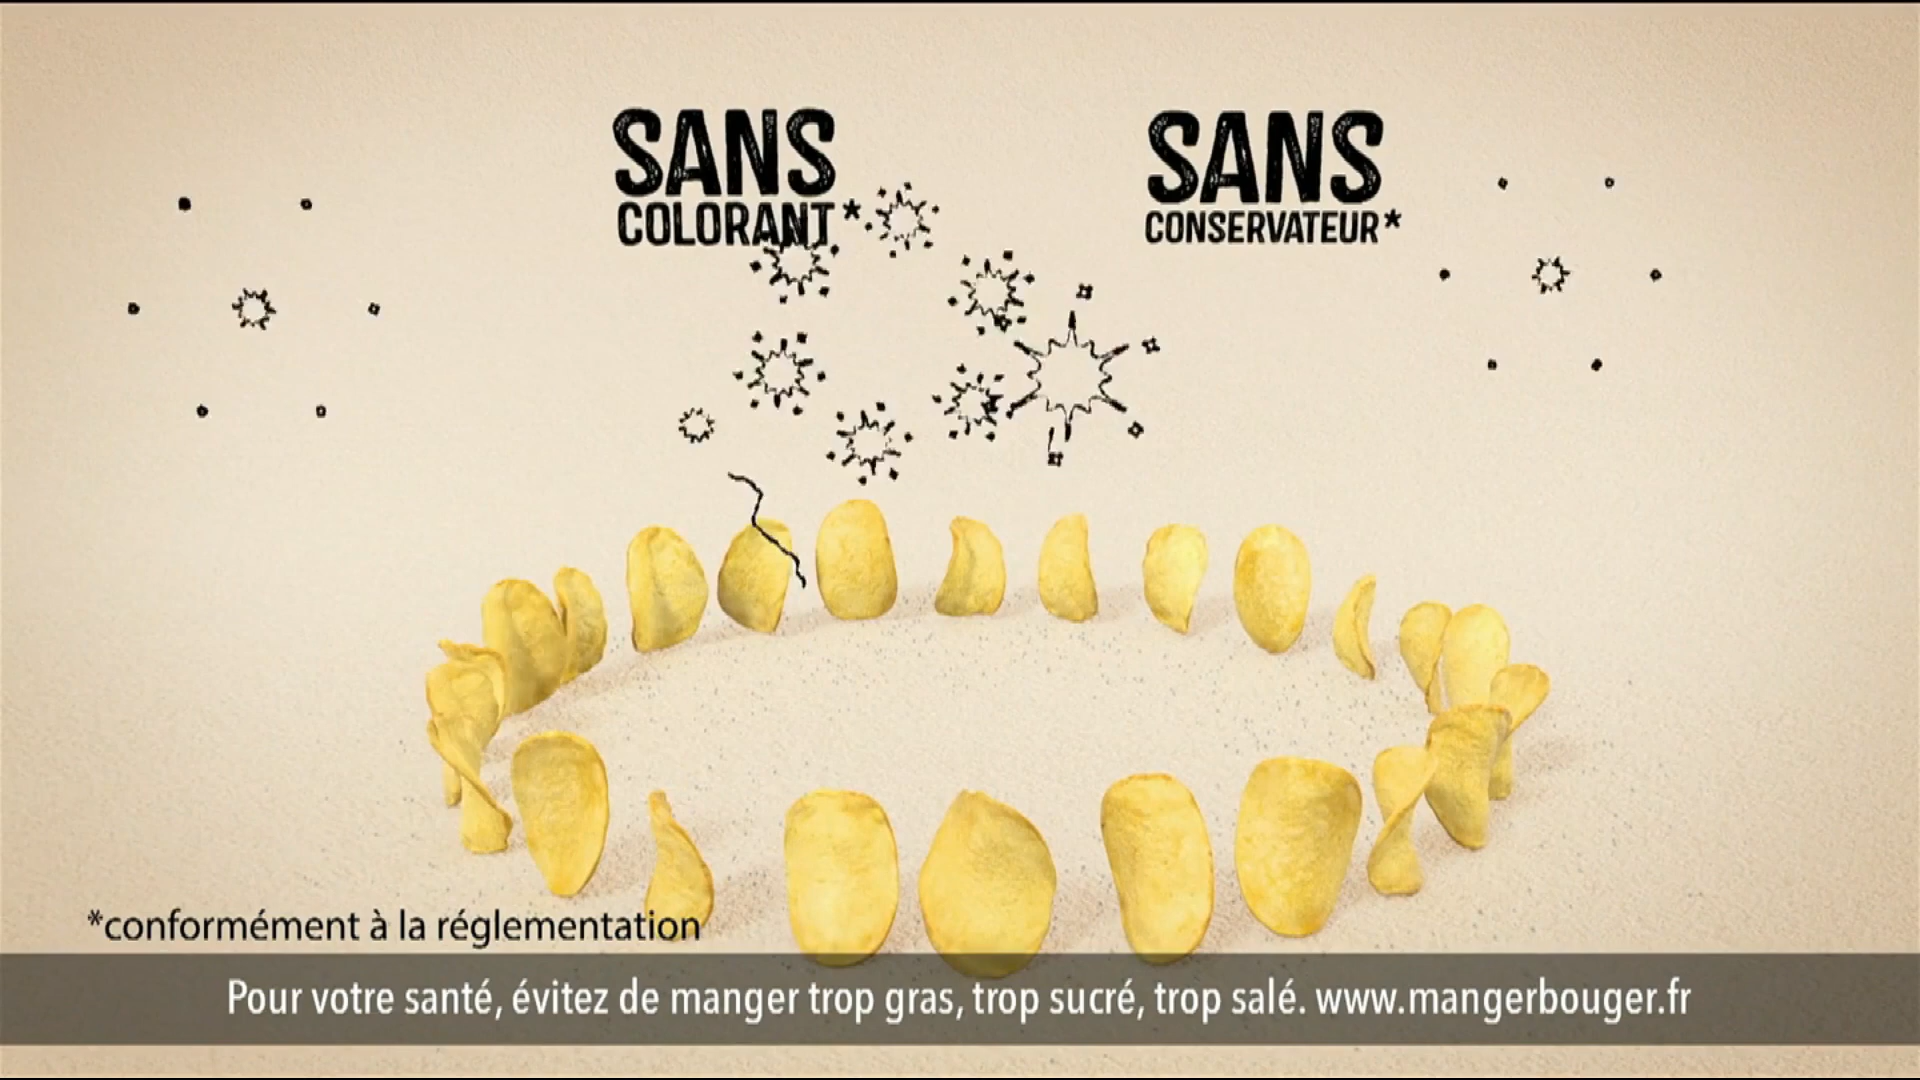 SANS
COLORANT*
SANS
CONSERVATEUR*
*conformément à la réglementation
Pour votre santé, évitez de manger trop gras, trop sucré, trop salé. www.mangerbouger.fr